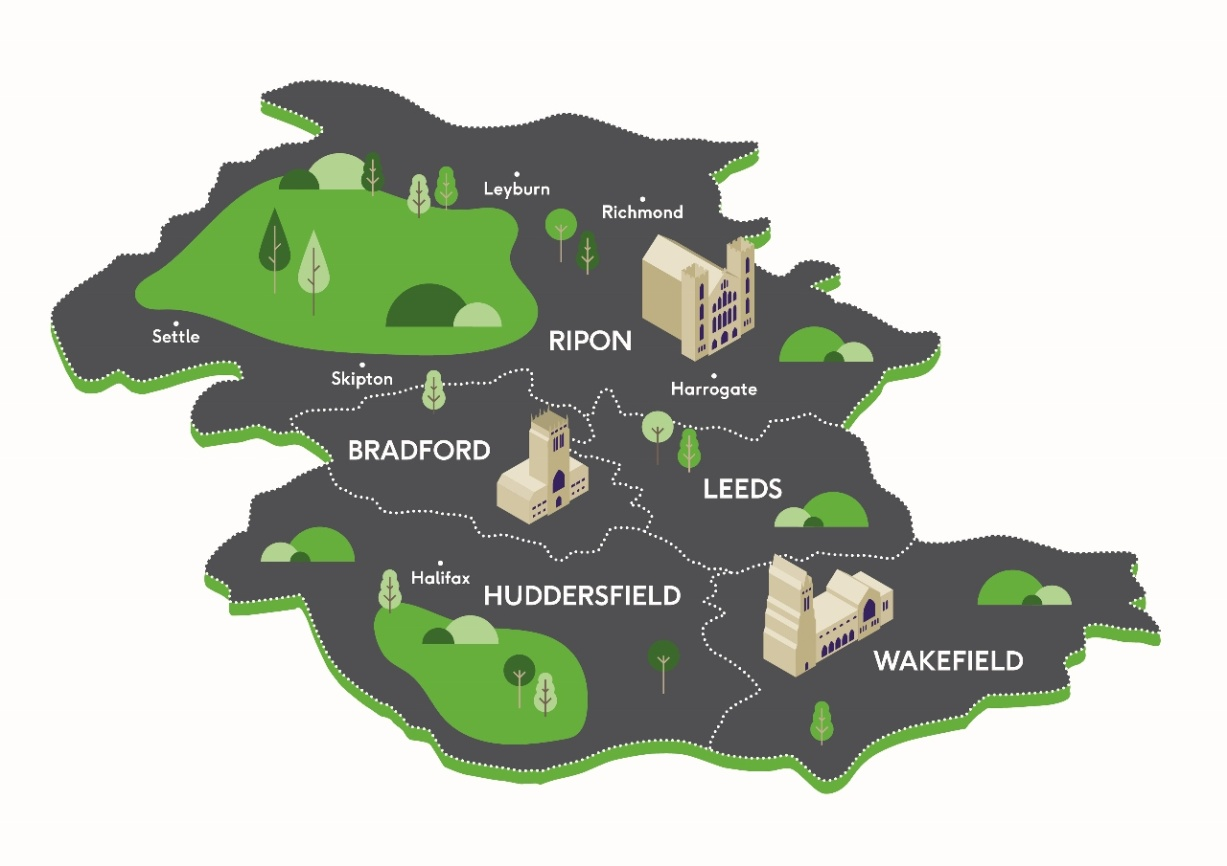 Leyburn
Richmond
Settle
RIPON
Skipton
Harrogate
BRADFORD
LEEDS
Halifax
HUDDERSFIELD
WAKEFIELD